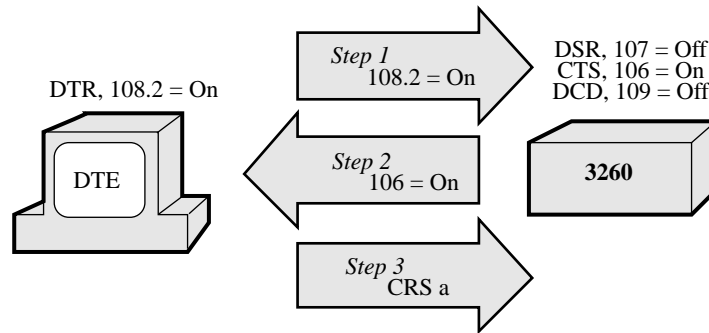 Step 1
108.2 = On
DSR, 107 = Off
CTS, 106 = On
DCD, 109 = Off
DTR, 108.2 = On
DTE
Step 2
106 = On
3260
Step 3
CRS a